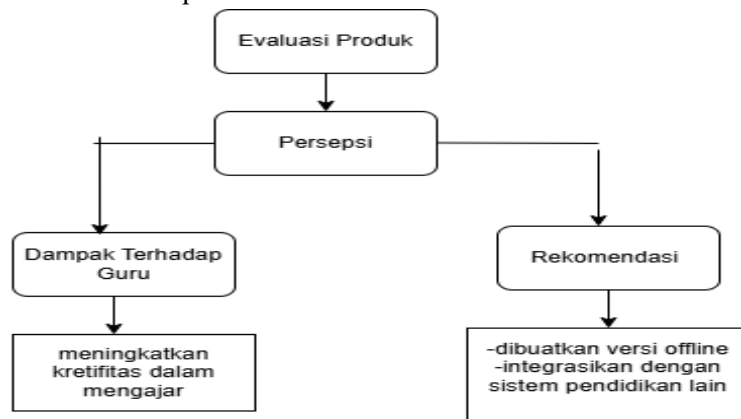 Evaluasi Produk
Persepsi
Dampak Terhadap
Guru
Rekomendasi
meningkatkan
kretifitas dalam
mengajar
-dibuatkan versi offline
-integrasikan dengan
sistem pendidikan lain